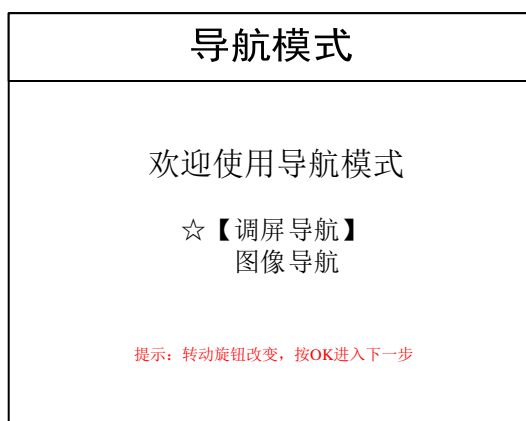 导航模式
欢迎使用导航模式
☆【调屏导航】
图像导航
提示：转动旋钮改变，按OK进入下一步